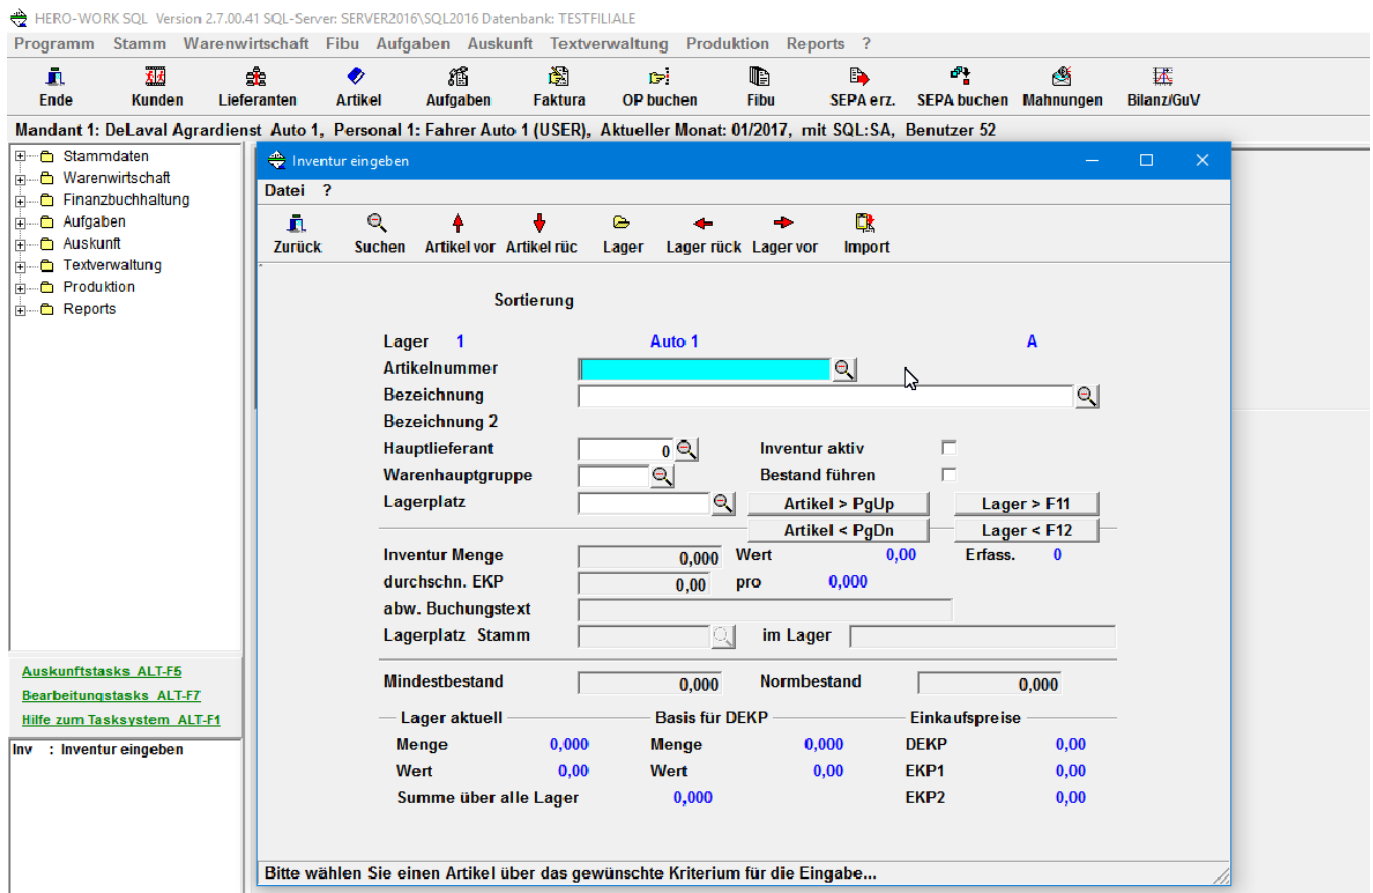 HERO-WORK SQL Version 2.7.00.41 SQL-Server: SERVER2016\SQL2016 Datenbank: TESTFILIALE
Programm Stamm Warenwirtschaft Fibu Aufgaben Auskunft Textverwaltung Produktion Reports ?
Ende Kunden Lieferanten Artikel Aufgaben Faktura OP buchen Fibu SEPA erz. SEPA buchen Mahnungen Bilanz/GuV
Mandant 1: DeLaval Agrardienst Auto 1, Personal 1: Fahrer Auto 1 (USER), Aktueller Monat: 01/2017, mit SQL:SA, Benutzer 52
Stammdaten
Warenwirtschaft
Finanzbuchhaltung
Aufgaben
Auskunft
Textverwaltung
Produktion
Reports
Auskunftstasks ALT-F5
Bearbeitungstasks ALT-F7
Hilfe zum Tasksystem ALT-F1
Inv : Inventur eingeben
Inventur eingeben
Datei ?
Zurück Suchen Artikel vor Artikel rüc Lager Lager rück Lager vor Import
Sortierung
Lager 1 Auto 1 A
Artikelnummer
Bezeichnung
Bezeichnung 2
Hauptlieferant 0 Inventur aktiv
Warenhauptgruppe Bestand führen
Lagerplatz Artikel > PgUp Lager > F11
Artikel < PgDn Lager < F12
Inventur Menge 0,000 Wert 0,00 Erfass. 0
durchschn. EKP 0,00 pro 0,000
abw. Buchungstext
Lagerplatz Stamm im Lager
Mindestbestand 0,000 Normbestand 0,000
Lager aktuell Basis für DEKP Einkaufspreise
Menge 0,000 Menge 0,000 DEKP 0,00
Wert 0,00 Wert 0,00 EKP1 0,00
Summe über alle Lager 0,000 EKP2 0,00
Bitte wählen Sie einen Artikel über das gewünschte Kriterium für die Eingabe...